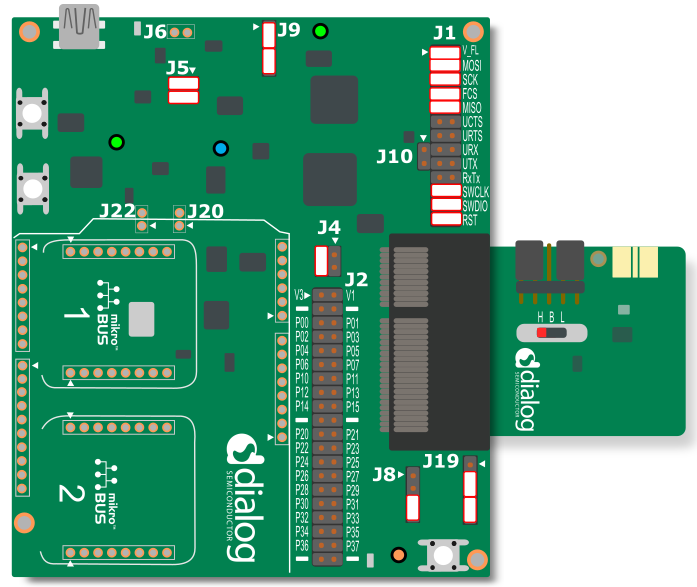 J6
J9
J1
V_FL
MOSI
SCK
FCS
MISO
UCTS
URTS
URX
UTX
RxTx
SWCLK
SWDIO
RST
J5
J10
J22
J20
J4
J2
V3
V1
P00
P01
P02
P03
P04
P05
P06
P07
P10
P11
P12
P13
P14
P15
P20
P21
P22
P23
P24
P25
P26
P27
P28
P29
P30
P31
P32
P33
P34
P35
P36
P37
1
mikro™
BUS
2
mikro™
BUS
dialog
SEMICONDUCTOR
H B L
dialog
SEMICONDUCTOR
J8
J19